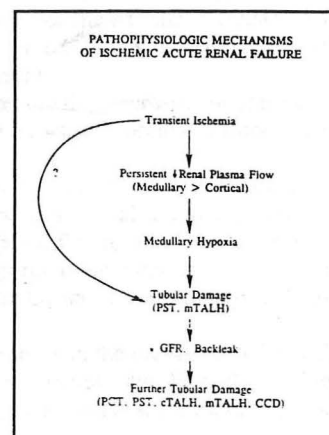 PATHOPHYSIOLOGIC MECHANISMS
OF ISCHEMIC ACUTE RENAL FAILURE
Transient Ischemia
?
Persistent ↓Renal Plasma Flow
(Medullary > Cortical)
Medullary Hypoxia
Tubular Damage
(PST, mTALH)
GFR, Backleak
Further Tubular Damage
(PCT, PST, cTALH, mTALH, CCD)